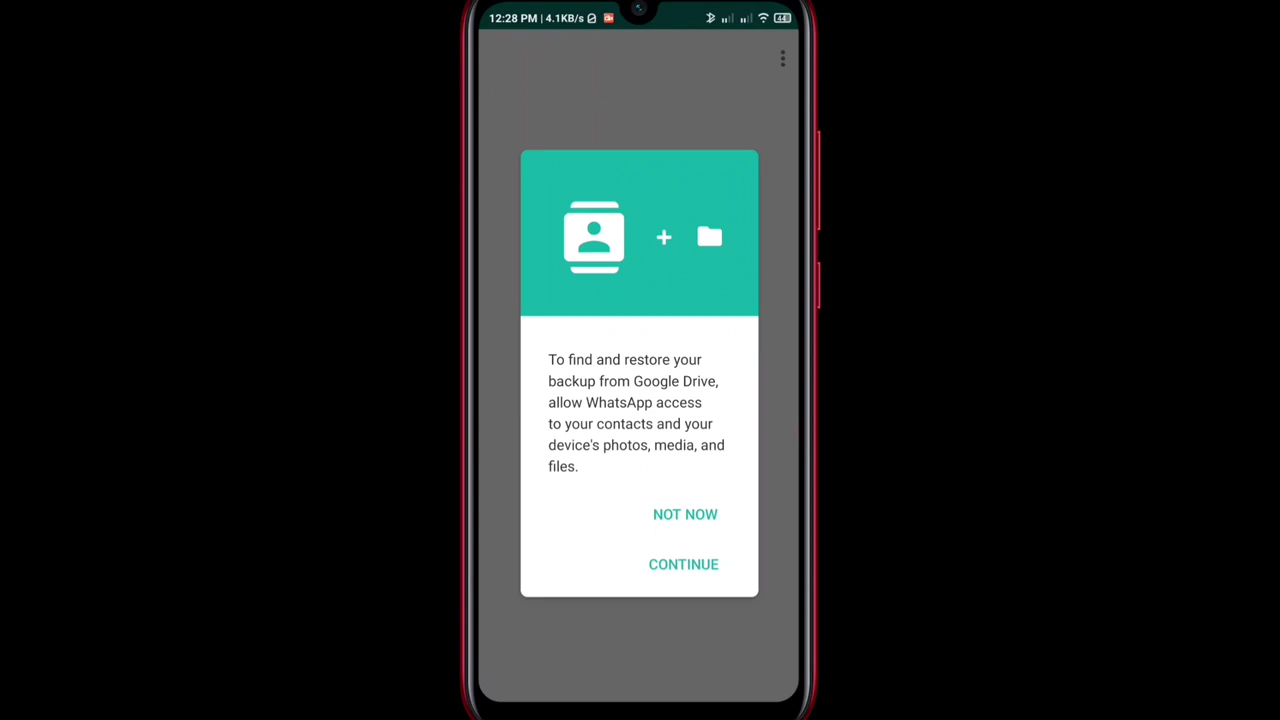 12:28 PM | 4.1KB/s
44
To find and restore your
backup from Google Drive,
allow WhatsApp access
to your contacts and your
device's photos, media, and
files.
NOT NOW
CONTINUE